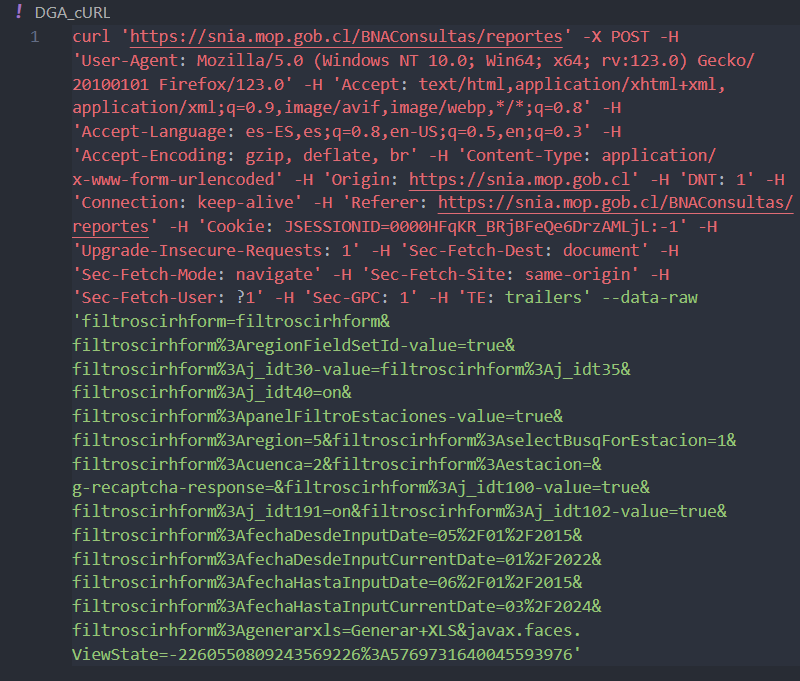 ! DGA_cURL
1 curl 'https://snia.mop.gob.cl/BNAConsultas/reportes' -X POST -H
'User-Agent: Mozilla/5.0 (Windows NT 10.0; Win64; x64; rv:123.0) Gecko/
20100101 Firefox/123.0' -H 'Accept: text/html,application/xhtml+xml,
application/xml;q=0.9,image/avif,image/webp,*/*;q=0.8' -H
'Accept-Language: es-ES,es;q=0.8,en-US;q=0.5,en;q=0.3' -H
'Accept-Encoding: gzip, deflate, br' -H 'Content-Type: application/
x-www-form-urlencoded' -H 'Origin: https://snia.mop.gob.cl' -H 'DNT: 1' -H
'Connection: keep-alive' -H 'Referer: https://snia.mop.gob.cl/BNAConsultas/
reportes' -H 'Cookie: JSESSIONID=0000HFqKR_BRjBFeQe6DrzAMLjL:-1' -H
'Upgrade-Insecure-Requests: 1' -H 'Sec-Fetch-Dest: document' -H
'Sec-Fetch-Mode: navigate' -H 'Sec-Fetch-Site: same-origin' -H
'Sec-Fetch-User: ?1' -H 'Sec-GPC: 1' -H 'TE: trailers' --data-raw
'filtroscirhform=filtroscirhform&
filtroscirhform%3AregionFieldSetId-value=true&
filtroscirhform%3Aj_idt30-value=filtroscirhform%3Aj_idt35&
filtroscirhform%3Aj_idt40=on&
filtroscirhform%3ApanelFiltroEstaciones-value=true&
filtroscirhform%3Aregion=5&filtroscirhform%3AselectBusqForEstacion=1&
filtroscirhform%3Acuenca=2&filtroscirhform%3Aestacion=&
g-recaptcha-response=&filtroscirhform%3Aj_idt100-value=true&
filtroscirhform%3Aj_idt191=on&filtroscirhform%3Aj_idt102-value=true&
filtroscirhform%3AfechaDesdeInputDate=05%2F01%2F2015&
filtroscirhform%3AfechaDesdeInputCurrentDate=01%2F2022&
filtroscirhform%3AfechaHastaInputDate=06%2F01%2F2015&
filtroscirhform%3AfechaHastaInputCurrentDate=03%2F2024&
filtroscirhform%3Agenerarxls=Generar+XLS&javax.faces.
ViewState=-2260550809243569226%3A5769731640045593976'